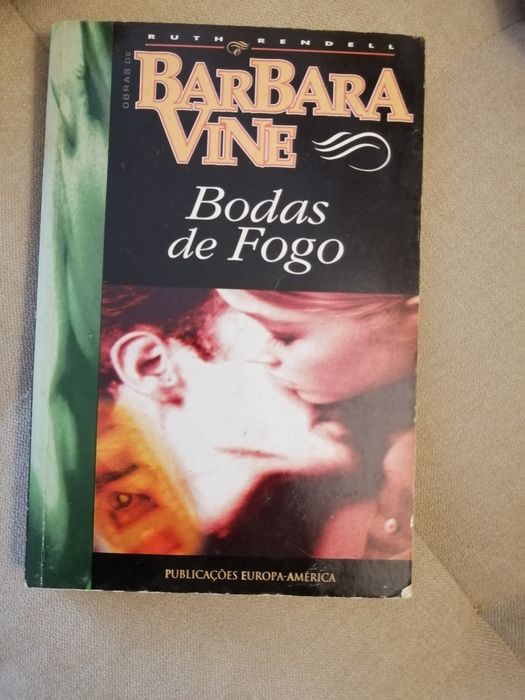 RUTH RENDELL
é
OBRAS DE
BARBARA
VINE
Bodas
de Fogo
PUBLICAÇÕES EUROPA-AMÉRICA